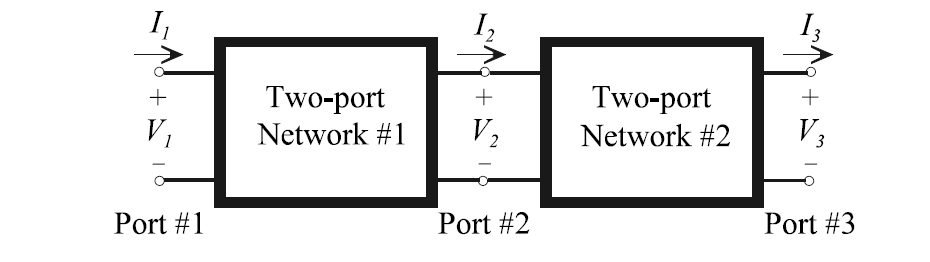 I1 I2 I3
Two-port Two-port
Network #1 Network #2
+ + +
V1 V2 V3
− − −
Port #1 Port #2 Port #3